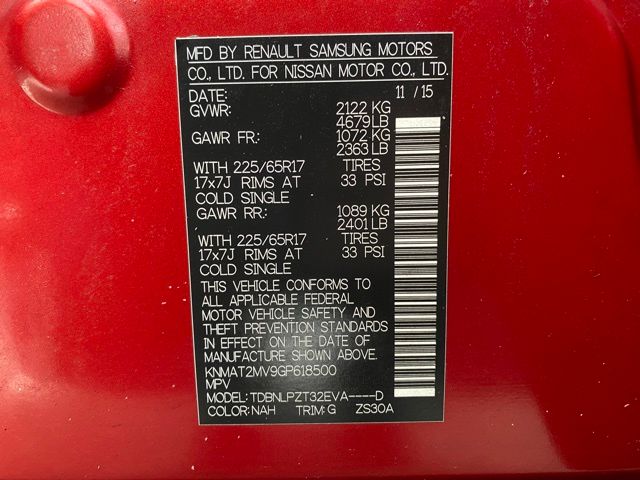 MFD BY RENAULT SAMSUNG MOTORS
CO., LTD. FOR NISSAN MOTOR CO., LTD.
DATE: 11 / 15
GVWR: 2122 KG
4679 LB
GAWR FR: 1072 KG
2363 LB
WITH 225/65R17 TIRES
17x7J RIMS AT 33 PSI
COLD SINGLE
GAWR RR: 1089 KG
2401 LB
WITH 225/65R17 TIRES
17x7J RIMS AT 33 PSI
COLD SINGLE
THIS VEHICLE CONFORMS TO
ALL APPLICABLE FEDERAL
MOTOR VEHICLE SAFETY AND
THEFT PREVENTION STANDARDS
IN EFFECT ON THE DATE OF
MANUFACTURE SHOWN ABOVE.
KNMAT2MV9GP618500
MPV
MODEL: TDBNLPZT32EVA----D
COLOR: NAH TRIM: G ZS30A